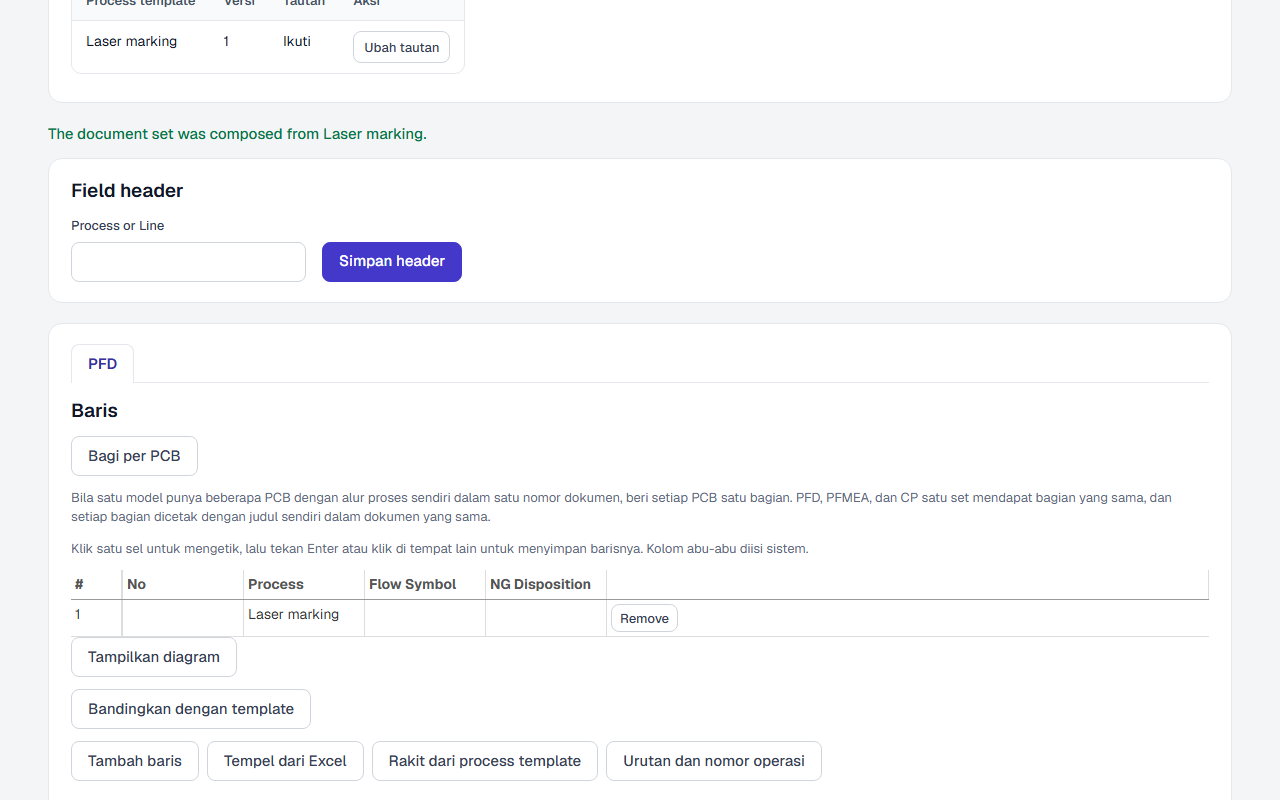 Process template Versi Tautan Aksi
Laser marking 1 Ikuti Ubah tautan
The document set was composed from Laser marking.
Field header
Process or Line
Simpan header
PFD
Baris
Bagi per PCB
Bila satu model punya beberapa PCB dengan alur proses sendiri dalam satu nomor dokumen, beri setiap PCB satu bagian. PFD, PFMEA, dan CP satu set mendapat bagian yang sama, dan
setiap bagian dicetak dengan judul sendiri dalam dokumen yang sama.
Klik satu sel untuk mengetik, lalu tekan Enter atau klik di tempat lain untuk menyimpan barisnya. Kolom abu-abu diisi sistem.
# No Process Flow Symbol NG Disposition
1 Laser marking Remove
Tampilkan diagram
Bandingkan dengan template
Tambah baris Tempel dari Excel Rakit dari process template Urutan dan nomor operasi